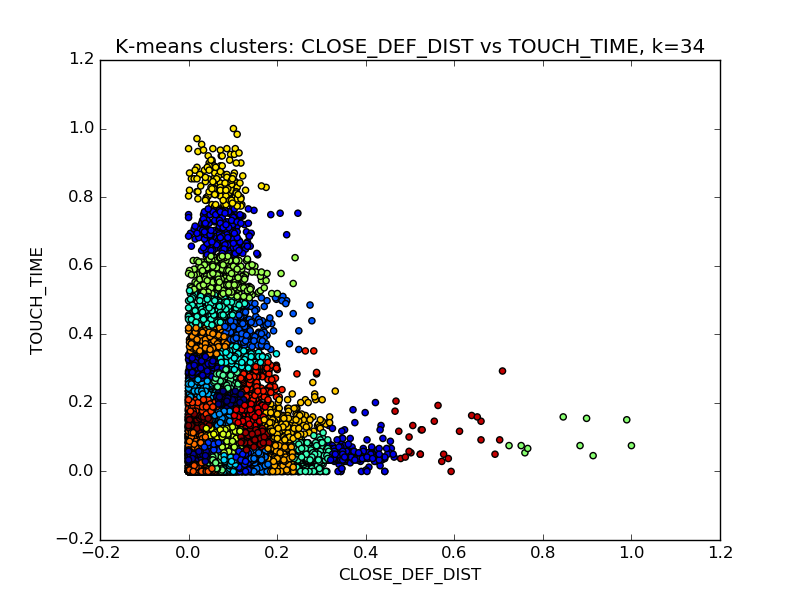 K-means clusters: CLOSE_DEF_DIST vs TOUCH_TIME, k=34
1.2
1.0
0.8
0.6
0.4
0.2
0.0
−0.2
TOUCH_TIME
−0.2 0.0 0.2 0.4 0.6 0.8 1.0 1.2
CLOSE_DEF_DIST